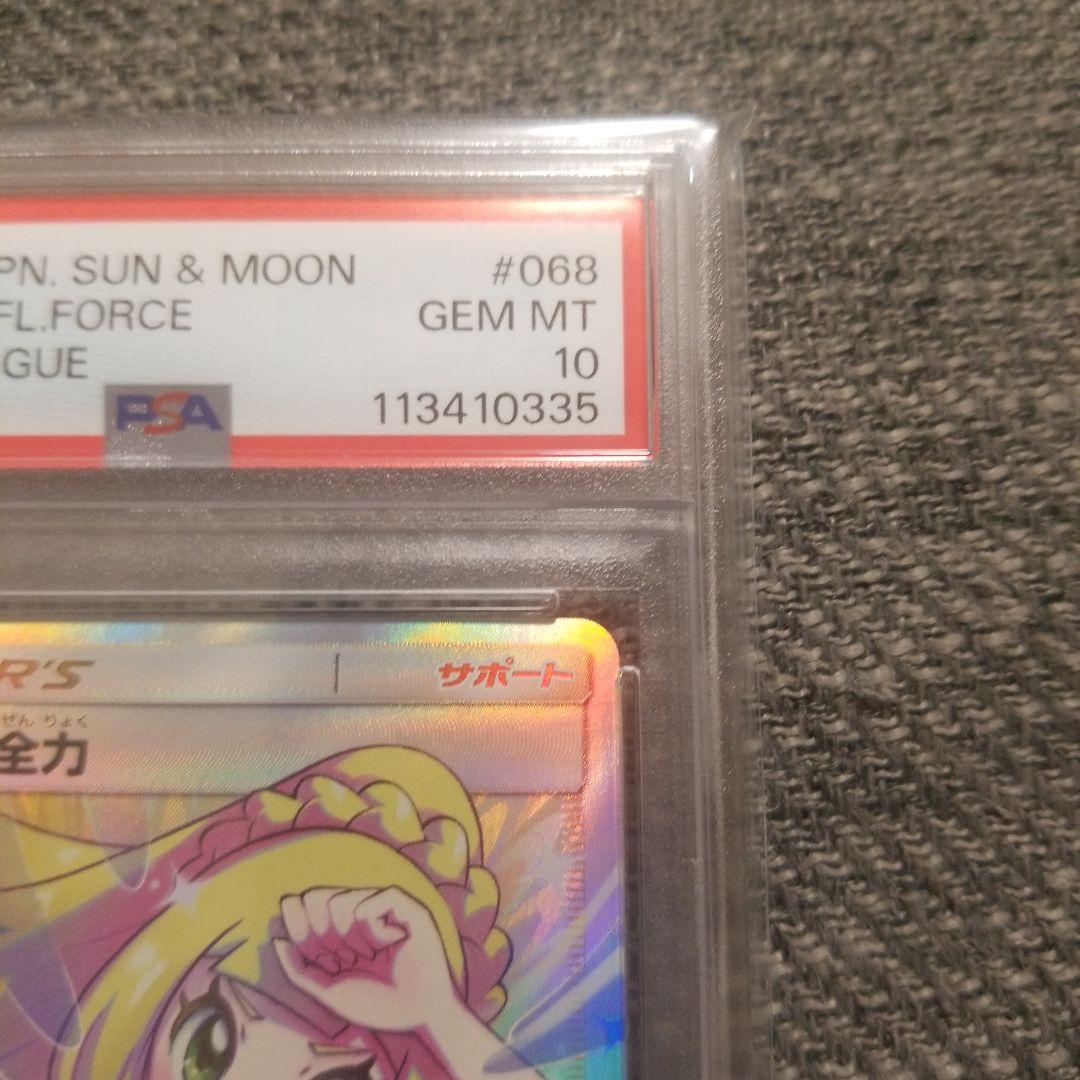 PN. SUN & MOON #068
FL.FORCE GEM MT
GUE 10
PSA 113410335
R'S サポート
ぜん りょく
全力